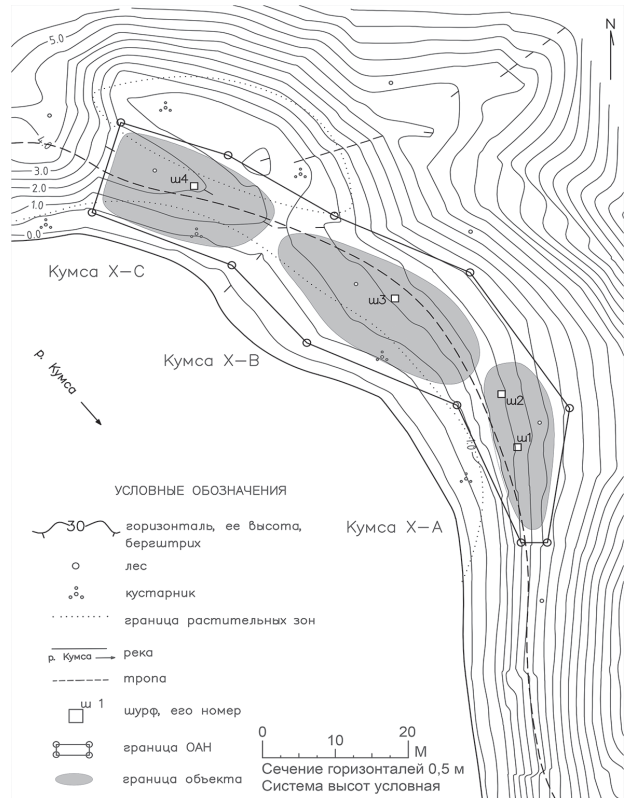 5.0
N
5.0
3.0
2.0
1.0
0.0
ш4
Кумса X–C
ш3
Кумса X–B
ш2
ш1
1.0
р. Кумса
Кумса X–A
УСЛОВНЫЕ ОБОЗНАЧЕНИЯ
30 горизонталь, ее высота,
бергштрих
лес
кустарник
граница растительных зон
р. Кумса река
тропа
ш 1 шурф, его номер
граница ОАН
граница объекта
0 10 20
М
Сечение горизонталей 0,5 м
Система высот условная